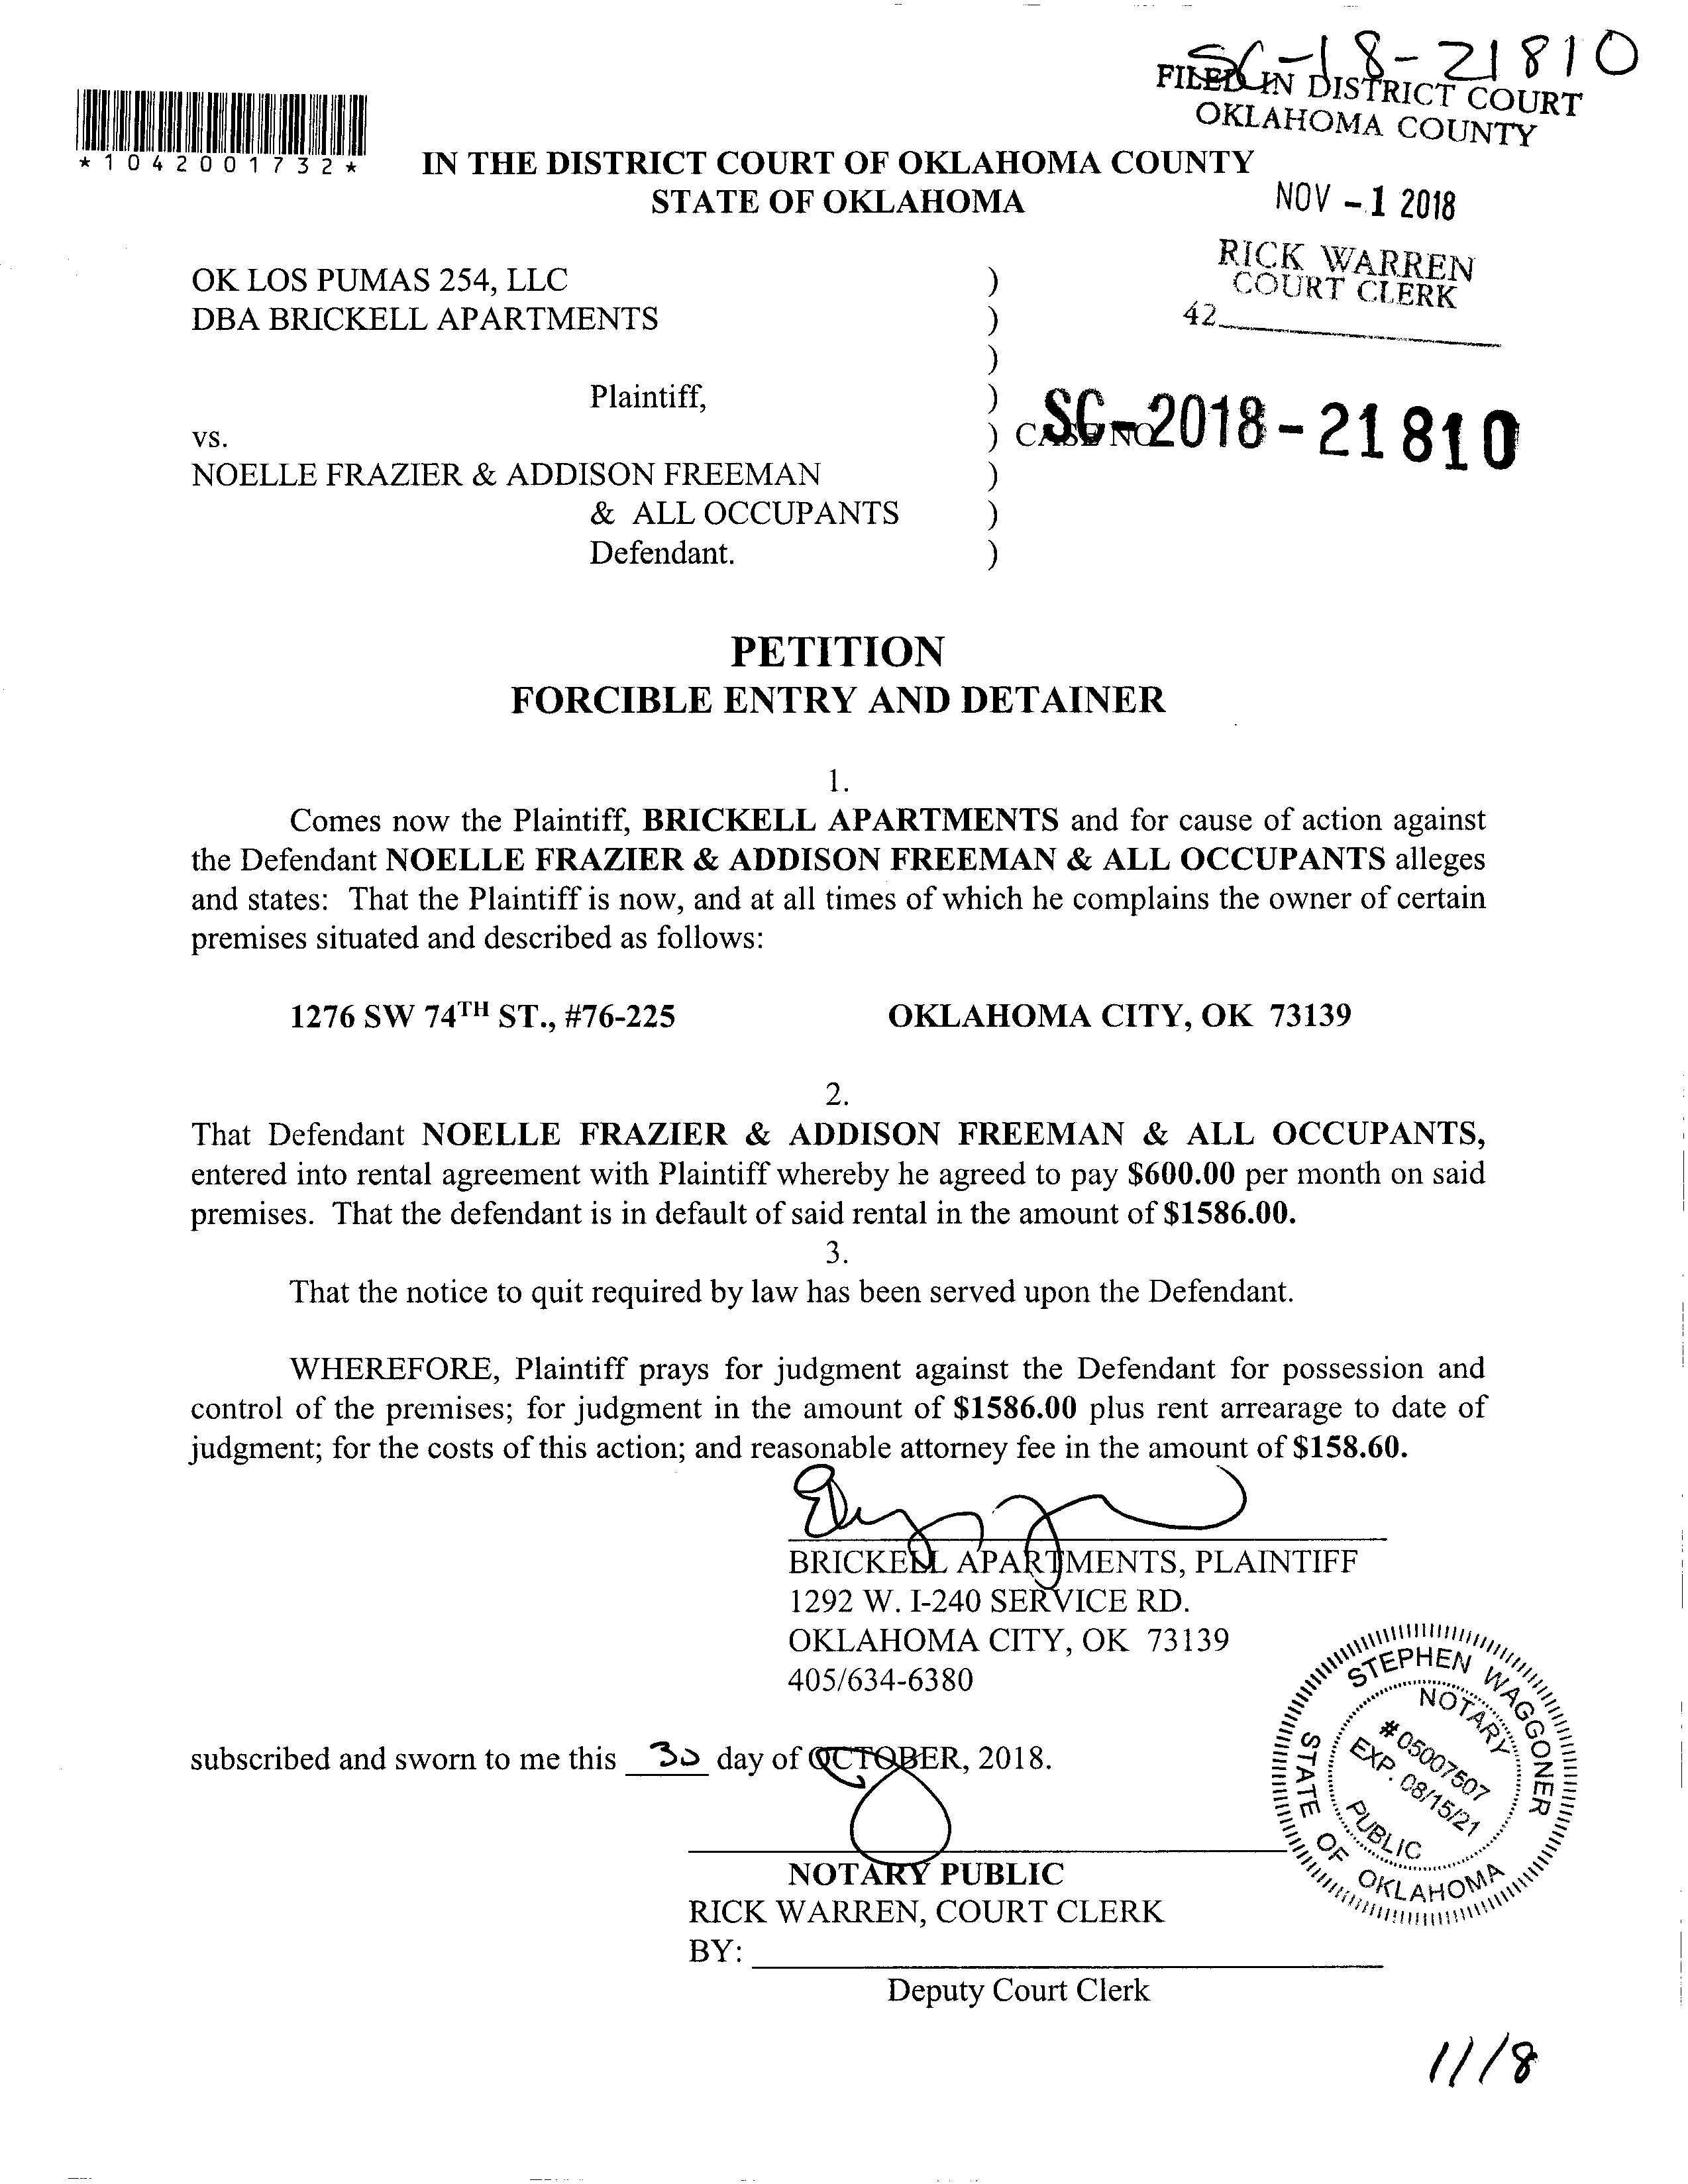 SC-18-21810
FILED IN DISTRICT COURT
OKLAHOMA COUNTY
*1042001732*
IN THE DISTRICT COURT OF OKLAHOMA COUNTY
STATE OF OKLAHOMA
NOV -1 2018
RICK WARREN
COURT CLERK
42
OK LOS PUMAS 254, LLC )
DBA BRICKELL APARTMENTS )
)
Plaintiff, )
vs. ) CASE NO. SC-2018-21810
NOELLE FRAZIER & ADDISON FREEMAN )
& ALL OCCUPANTS )
Defendant. )
PETITION
FORCIBLE ENTRY AND DETAINER
1.
Comes now the Plaintiff, BRICKELL APARTMENTS and for cause of action against
the Defendant NOELLE FRAZIER & ADDISON FREEMAN & ALL OCCUPANTS alleges
and states: That the Plaintiff is now, and at all times of which he complains the owner of certain
premises situated and described as follows:
1276 SW 74TH ST., #76-225 OKLAHOMA CITY, OK 73139
2.
That Defendant NOELLE FRAZIER & ADDISON FREEMAN & ALL OCCUPANTS,
entered into rental agreement with Plaintiff whereby he agreed to pay $600.00 per month on said
premises. That the defendant is in default of said rental in the amount of $1586.00.
3.
That the notice to quit required by law has been served upon the Defendant.
WHEREFORE, Plaintiff prays for judgment against the Defendant for possession and
control of the premises; for judgment in the amount of $1586.00 plus rent arrearage to date of
judgment; for the costs of this action; and reasonable attorney fee in the amount of $158.60.
BRICKELL APARTMENTS, PLAINTIFF
1292 W. I-240 SERVICE RD.
OKLAHOMA CITY, OK 73139
405/634-6380
STEPHEN WAGGONER
NOTARY
# 05007507
EXP. 08/15/21
PUBLIC
STATE OF OKLAHOMA
subscribed and sworn to me this 30 day of OCTOBER, 2018.
NOTARY PUBLIC
RICK WARREN, COURT CLERK
BY:
Deputy Court Clerk
11/8